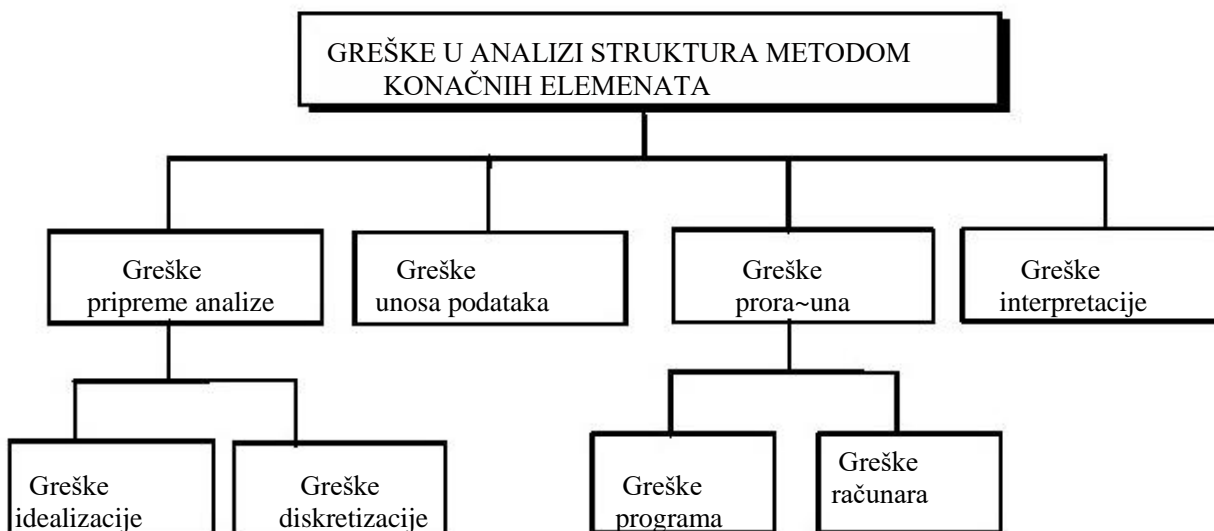 GREŠKE U ANALIZI STRUKTURA METODOM
KONAČNIH ELEMENATA
Greške
pripreme analize
Greške
unosa podataka
Greške
prora~una
Greške
interpretacije
Greške
idealizacije
Greške
diskretizacije
Greške
programa
Greške
računara